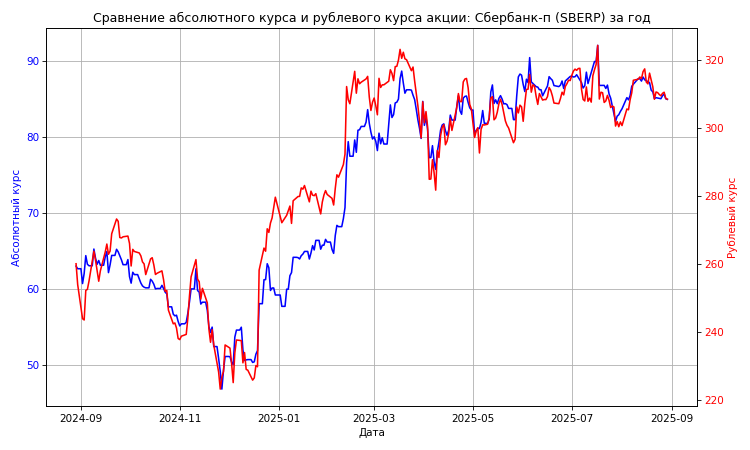 Сравнение абсолютного курса и рублевого курса акции: Сбербанк-п (SBERP) за год
Абсолютный курс
90
80
70
60
50
Рублевый курс
320
300
280
260
240
220
2024-09 2024-11 2025-01 2025-03 2025-05 2025-07 2025-09
Дата